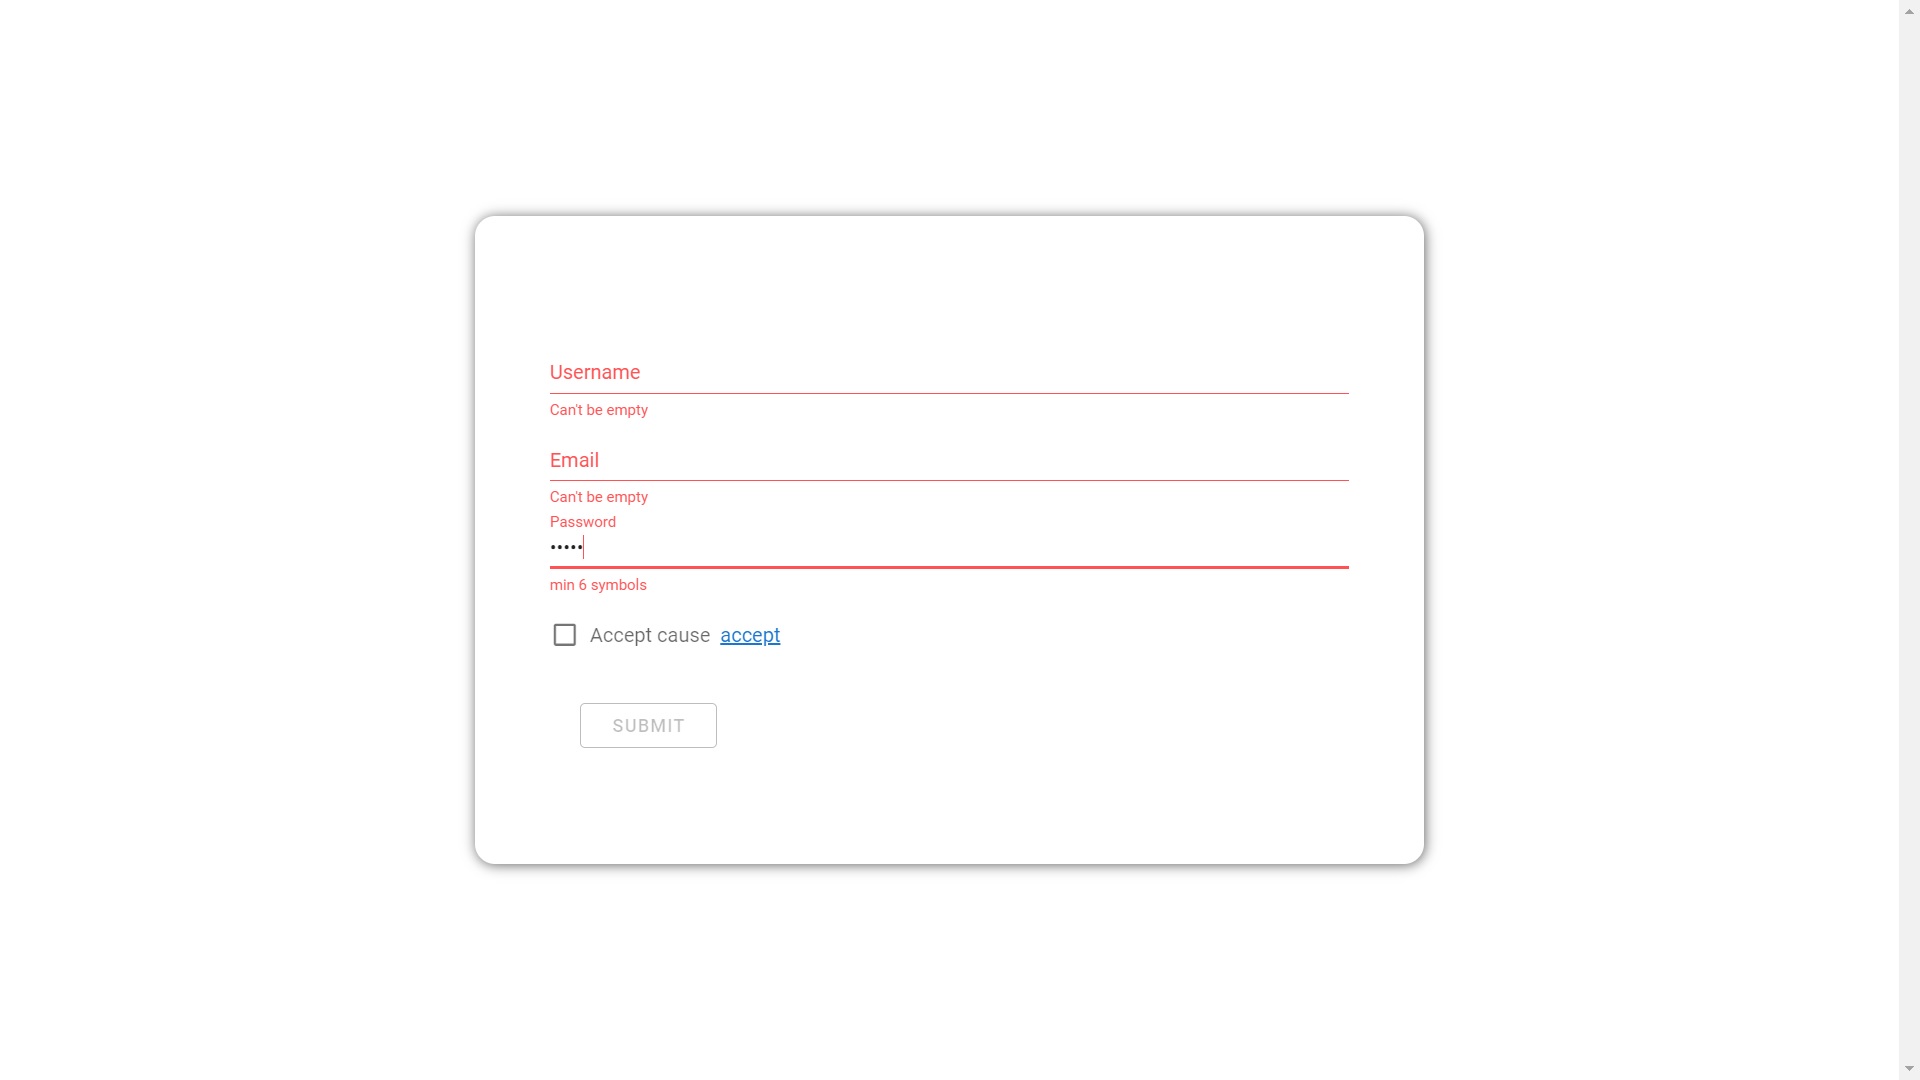 Username
Can't be empty
Email
Can't be empty
Password
•••••
min 6 symbols
Accept cause accept
SUBMIT